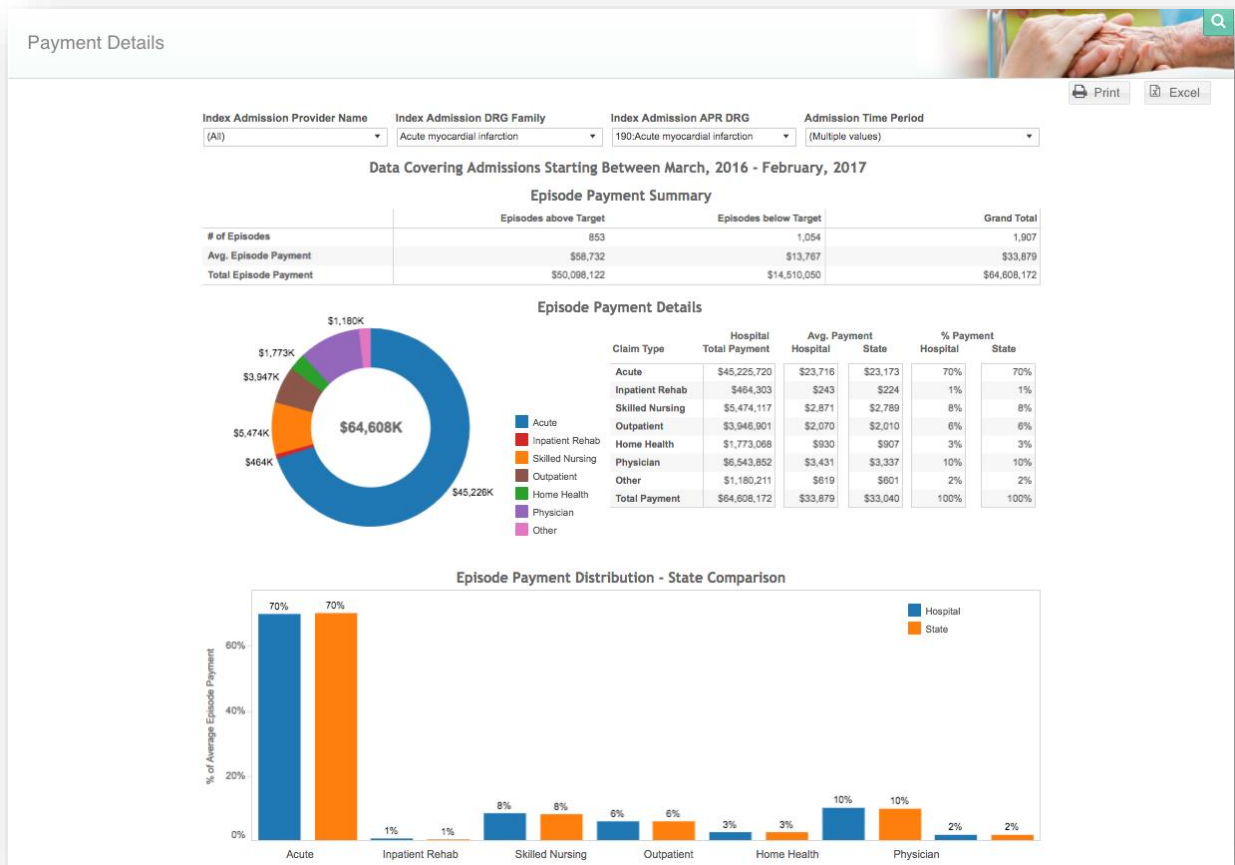 Payment Details
Print Excel
Index Admission Provider Name Index Admission DRG Family Index Admission APR DRG Admission Time Period
(All) Acute myocardial infarction 190:Acute myocardial infarction (Multiple values)
Data Covering Admissions Starting Between March, 2016 - February, 2017
Episode Payment Summary
Episodes above Target Episodes below Target Grand Total
# of Episodes 853 1,054 1,907
Avg. Episode Payment $58,732 $13,767 $33,879
Total Episode Payment $50,098,122 $14,510,050 $64,608,172
Episode Payment Details
$1,180K
$1,773K
$3,947K
$5,474K
$464K
$64,608K
$45,226K
Acute
Inpatient Rehab
Skilled Nursing
Outpatient
Home Health
Physician
Other
Hospital Avg. Payment % Payment
Claim Type Total Payment Hospital State Hospital State
Acute $45,225,720 $23,716 $23,173 70% 70%
Inpatient Rehab $464,303 $243 $224 1% 1%
Skilled Nursing $5,474,117 $2,871 $2,789 8% 8%
Outpatient $3,946,901 $2,070 $2,010 6% 6%
Home Health $1,773,068 $930 $907 3% 3%
Physician $6,543,852 $3,431 $3,337 10% 10%
Other $1,180,211 $619 $601 2% 2%
Total Payment $64,608,172 $33,879 $33,040 100% 100%
Episode Payment Distribution - State Comparison
Hospital
State
% of Average Episode Payment
60%
40%
20%
0%
70% 70% 1% 1% 8% 8% 6% 6% 3% 3% 10% 10% 2% 2%
Acute Inpatient Rehab Skilled Nursing Outpatient Home Health Physician